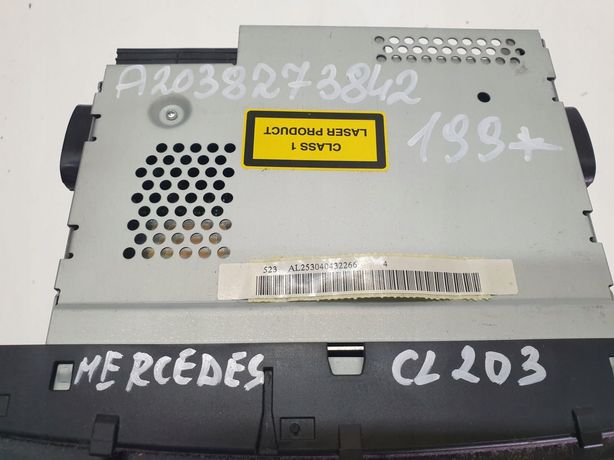 A2038273842
199*
CLASS 1
LASER PRODUCT
523 AL253040432266 4
MERCEDES CL203